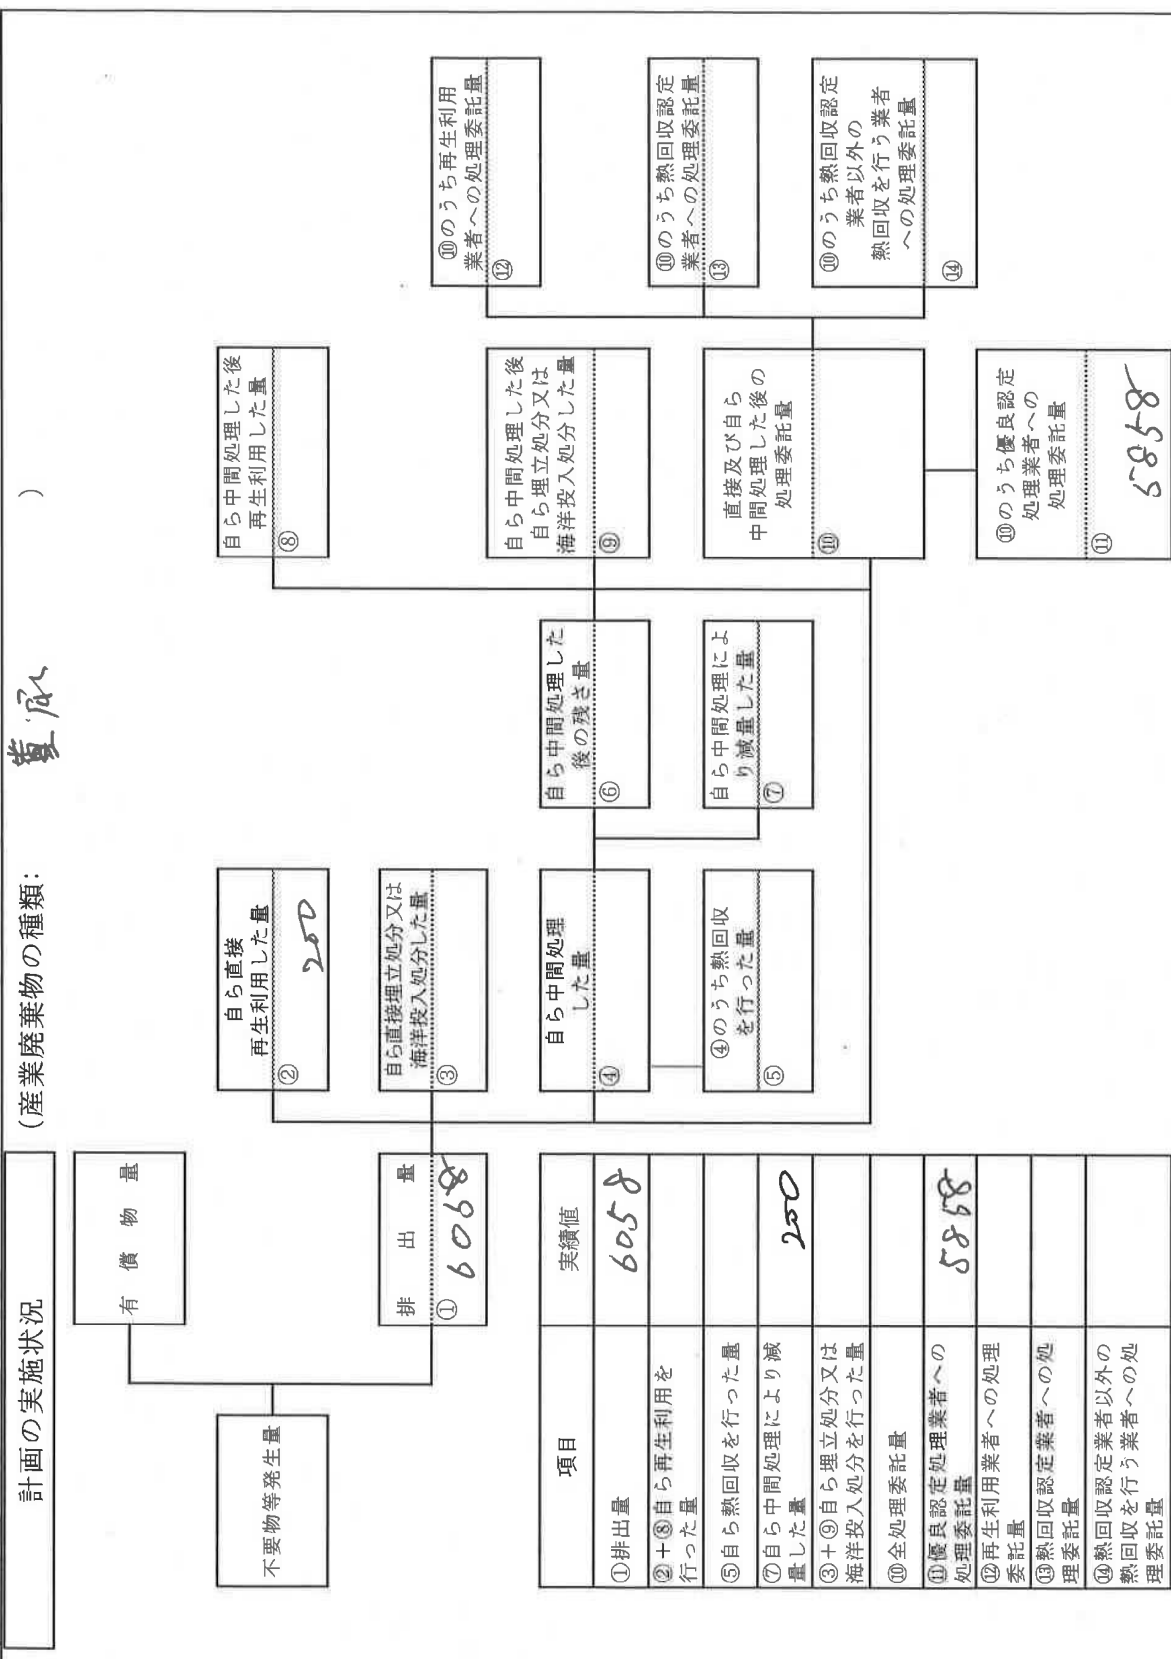 計画の実施状況
(産業廃棄物の種類:
)
有償物量
不要物等発生量
排出量
①
自ら直接
再生利用した量
②
200
自ら直接埋立処分又は
海洋投入処分した量
③
自ら中間処理
した量
④
④のうち熱回収
を行った量
⑤
自ら中間処理した
後の残さ量
⑥
自ら中間処理によ
り減量した量
⑦
自ら中間処理した後
再生利用した量
⑧
自ら中間処理した後
自ら埋立処分又は
海洋投入処分した量
⑨
直接及び自ら
中間処理した後の
処理委託量
⑩
⑩のうち優良認定
処理業者への
処理委託量
⑪
5858
⑩のうち再生利用
業者への処理委託量
⑫
⑩のうち熱回収認定
業者への処理委託量
⑬
⑩のうち熱回収認定
業者以外の
熱回収を行う業者
への処理委託量
⑭
項目
実績値
①排出量
6058
②+⑧自ら再生利用を
行った量
⑤自ら熱回収を行った量
⑦自ら中間処理により減
量した量
200
③+⑨自ら埋立処分又は
海洋投入処分を行った量
⑩全処理委託量
⑪優良認定処理業者への
処理委託量
5858
⑫再生利用業者への処理
委託量
⑬熱回収認定業者への処
理委託量
⑭熱回収認定業者以外の
熱回収を行う業者への処
理委託量